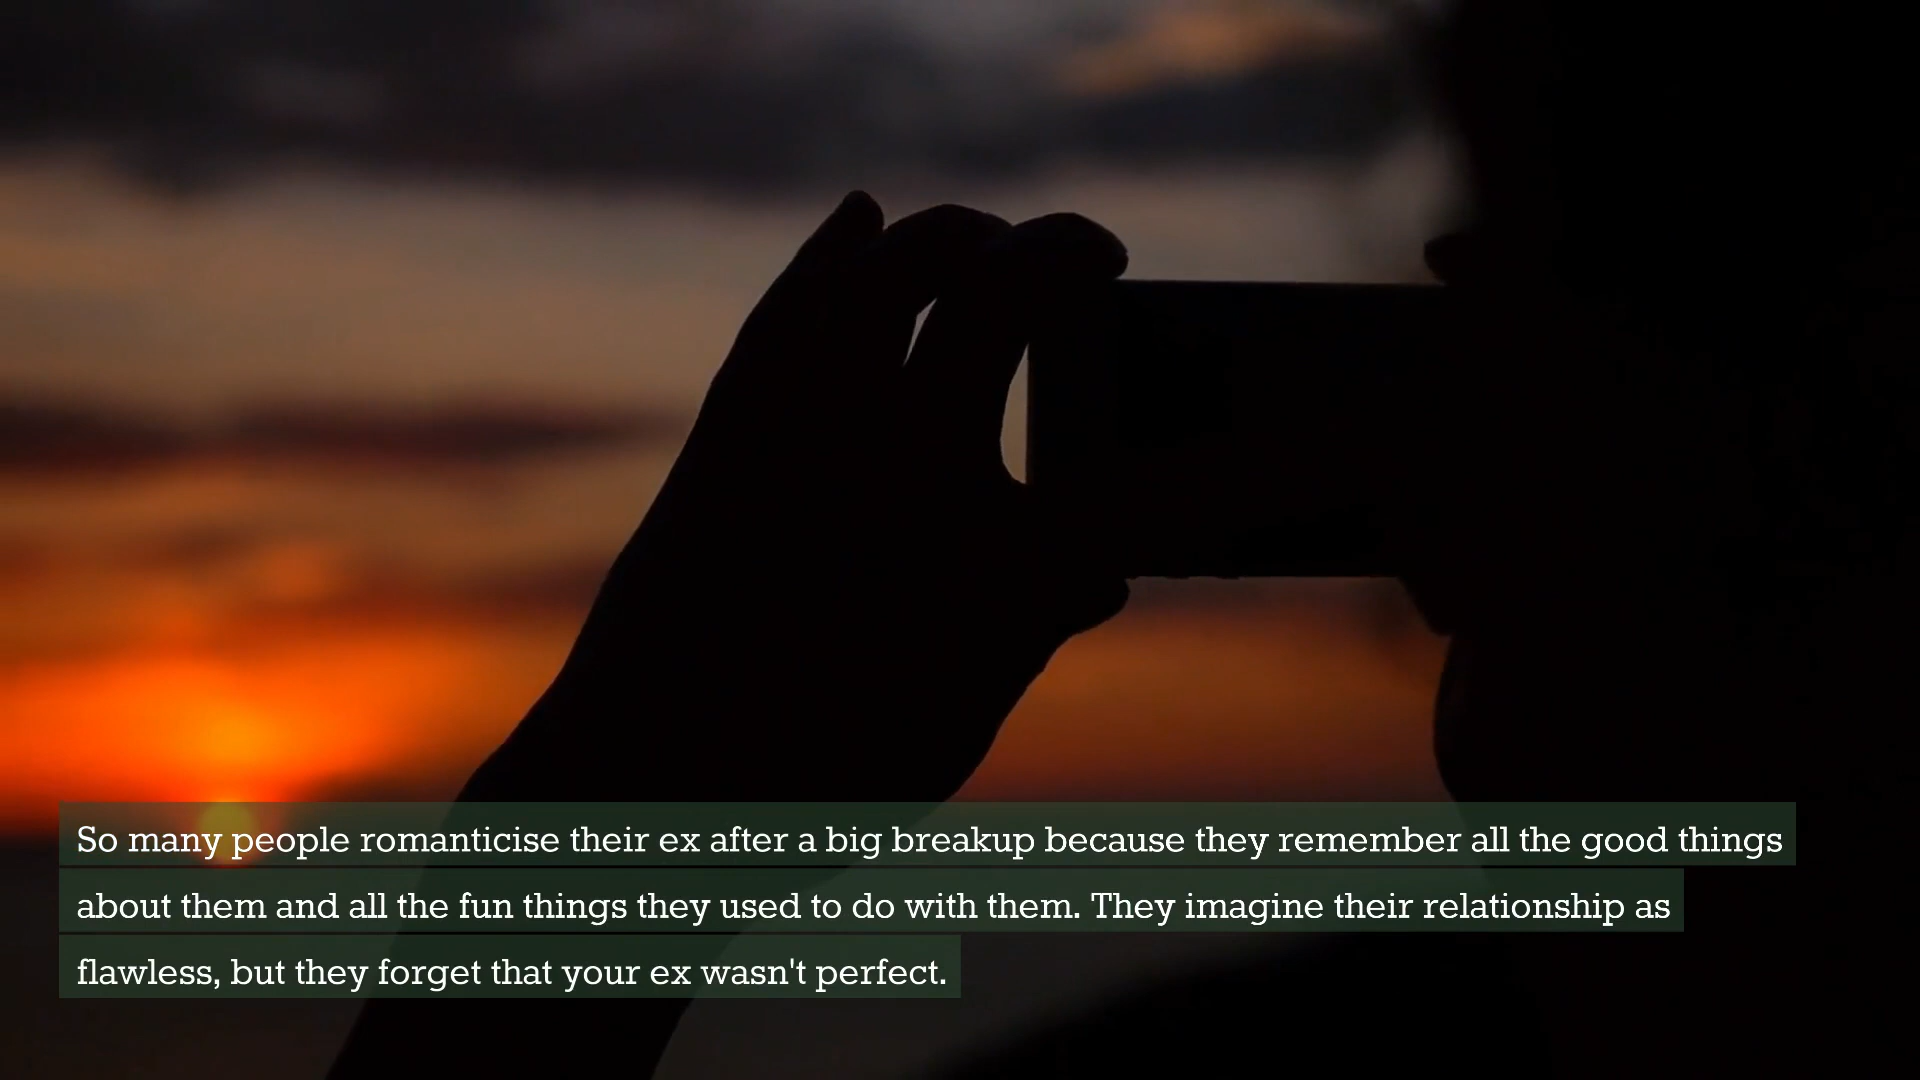 So many people romanticise their ex after a big breakup because they remember all the good things
about them and all the fun things they used to do with them. They imagine their relationship as
flawless, but they forget that your ex wasn't perfect.